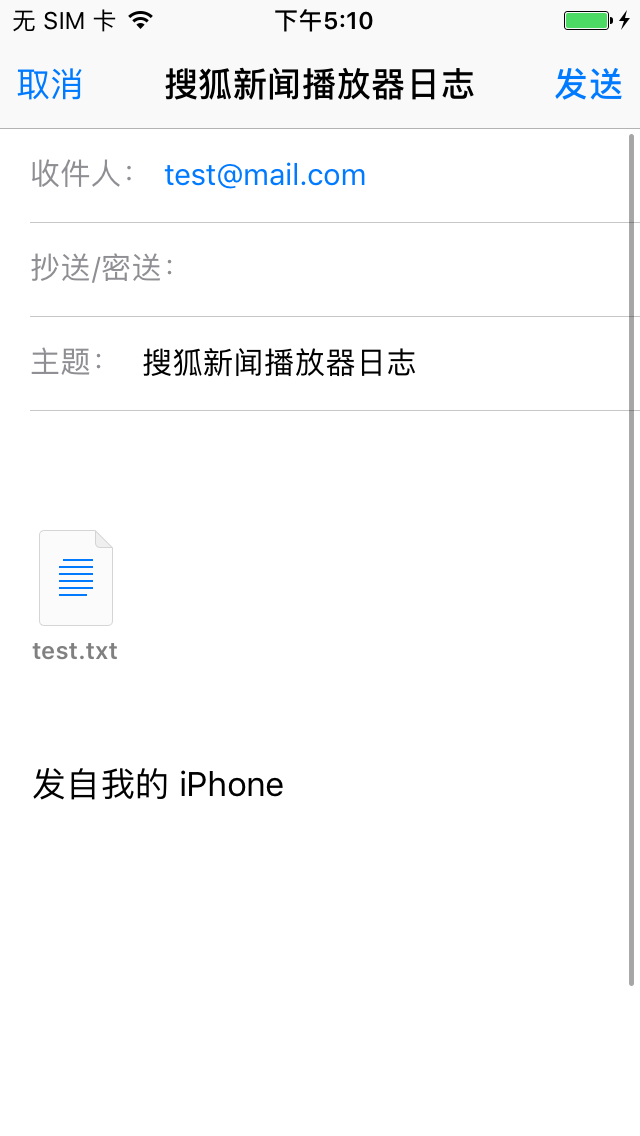 无 SIM 卡 下午5:10
取消 搜狐新闻播放器日志 发送
收件人： test@mail.com
抄送/密送：
主题： 搜狐新闻播放器日志
test.txt
发自我的 iPhone